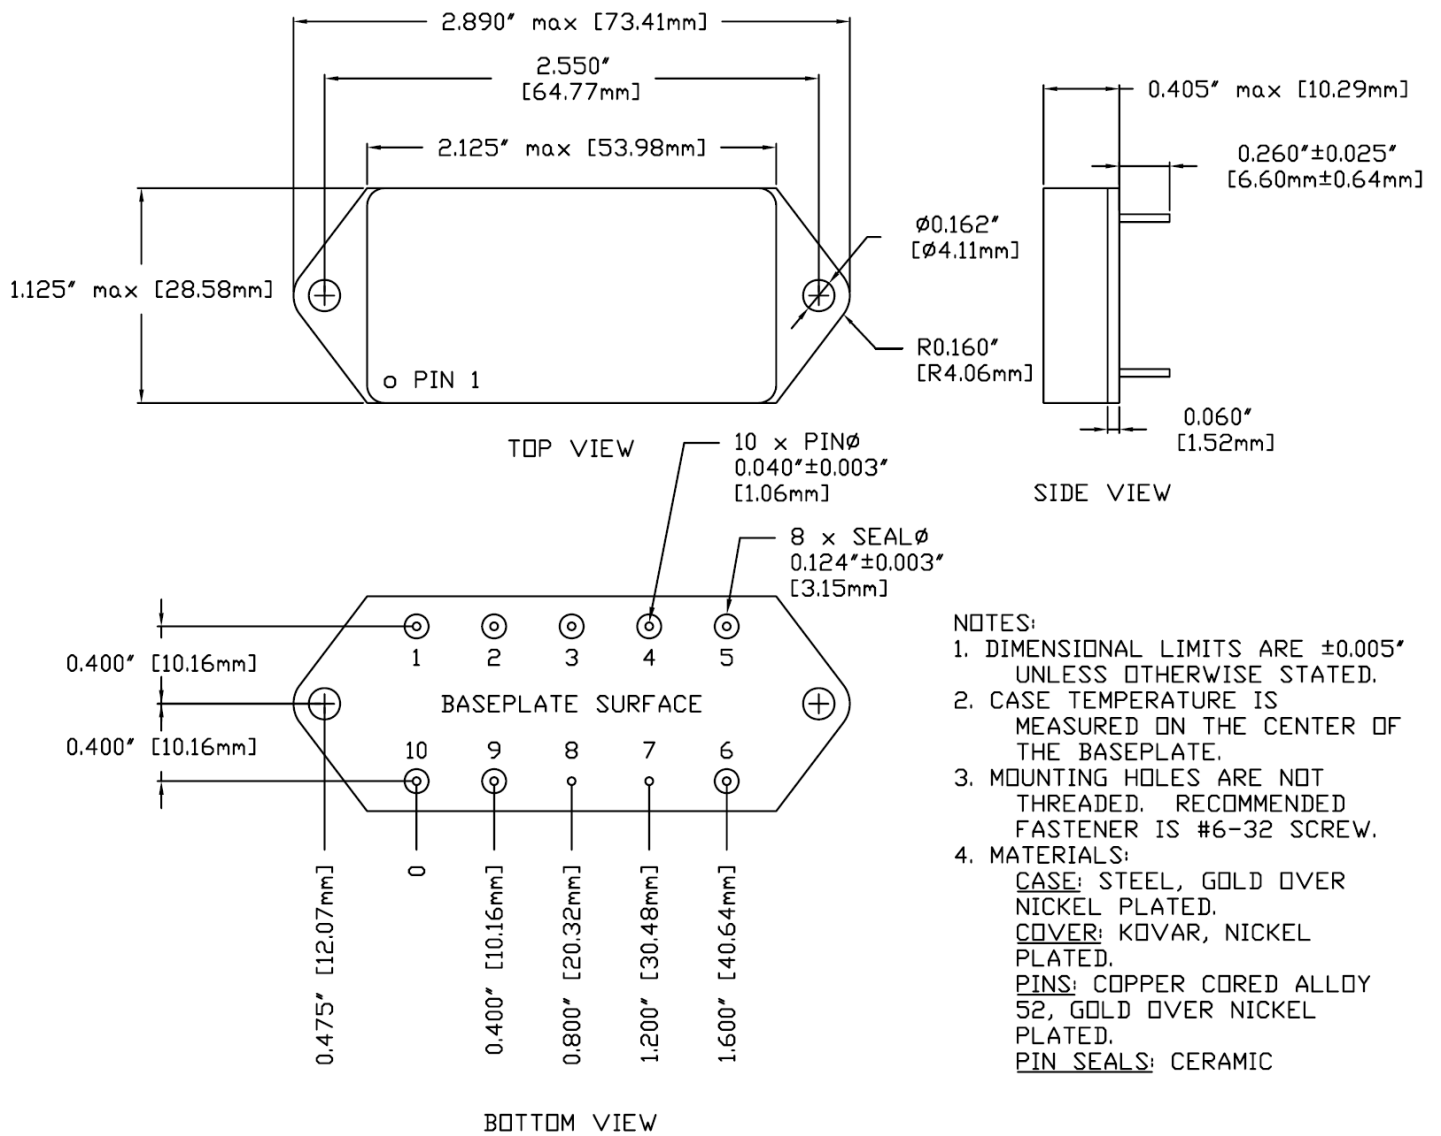 2.890″ max [73.41mm]
2.550″
[64.77mm]
2.125″ max [53.98mm]
1.125″ max [28.58mm]
Ø0.162″
[Ø4.11mm]
R0.160″
[R4.06mm]
PIN 1
TOP VIEW
0.405″ max [10.29mm]
0.260″±0.025″
[6.60mm±0.64mm]
0.060″
[1.52mm]
SIDE VIEW
10 x PINØ
0.040″±0.003″
[1.06mm]
8 x SEALØ
0.124″±0.003″
[3.15mm]
1 2 3 4 5
0.400″ [10.16mm]
BASEPLATE SURFACE
0.400″ [10.16mm]
10 9 8 7 6
0.475″ [12.07mm]
0
0.400″ [10.16mm]
0.800″ [20.32mm]
1.200″ [30.48mm]
1.600″ [40.64mm]
BOTTOM VIEW
NOTES:
1. DIMENSIONAL LIMITS ARE ±0.005″
UNLESS OTHERWISE STATED.
2. CASE TEMPERATURE IS
MEASURED ON THE CENTER OF
THE BASEPLATE.
3. MOUNTING HOLES ARE NOT
THREADED. RECOMMENDED
FASTENER IS #6-32 SCREW.
4. MATERIALS:
CASE: STEEL, GOLD OVER
NICKEL PLATED.
COVER: KOVAR, NICKEL
PLATED.
PINS: COPPER CORED ALLOY
52, GOLD OVER NICKEL
PLATED.
PIN SEALS: CERAMIC